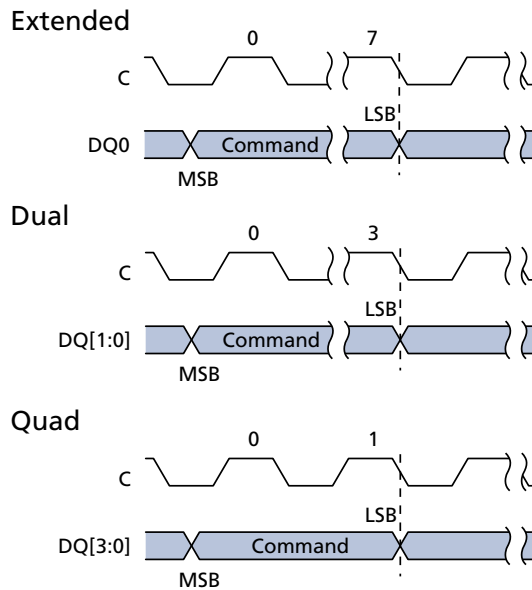 Extended
0 7
C
LSB
DQ0 Command
MSB
Dual
0 3
C
LSB
DQ[1:0] Command
MSB
Quad
0 1
C
LSB
DQ[3:0] Command
MSB